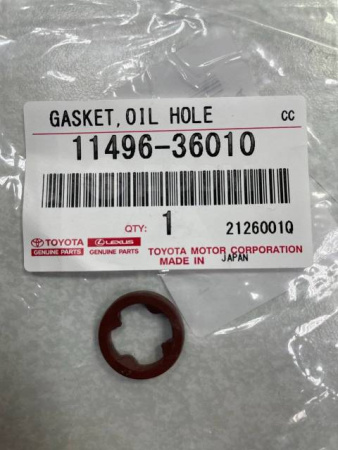 GASKET,OIL HOLE CC
11496-36010
QTY: 1 2126001Q
TOYOTA LEXUS TOYOTA MOTOR CORPORATION
GENUINE PARTS GENUINE PARTS MADE IN JAPAN